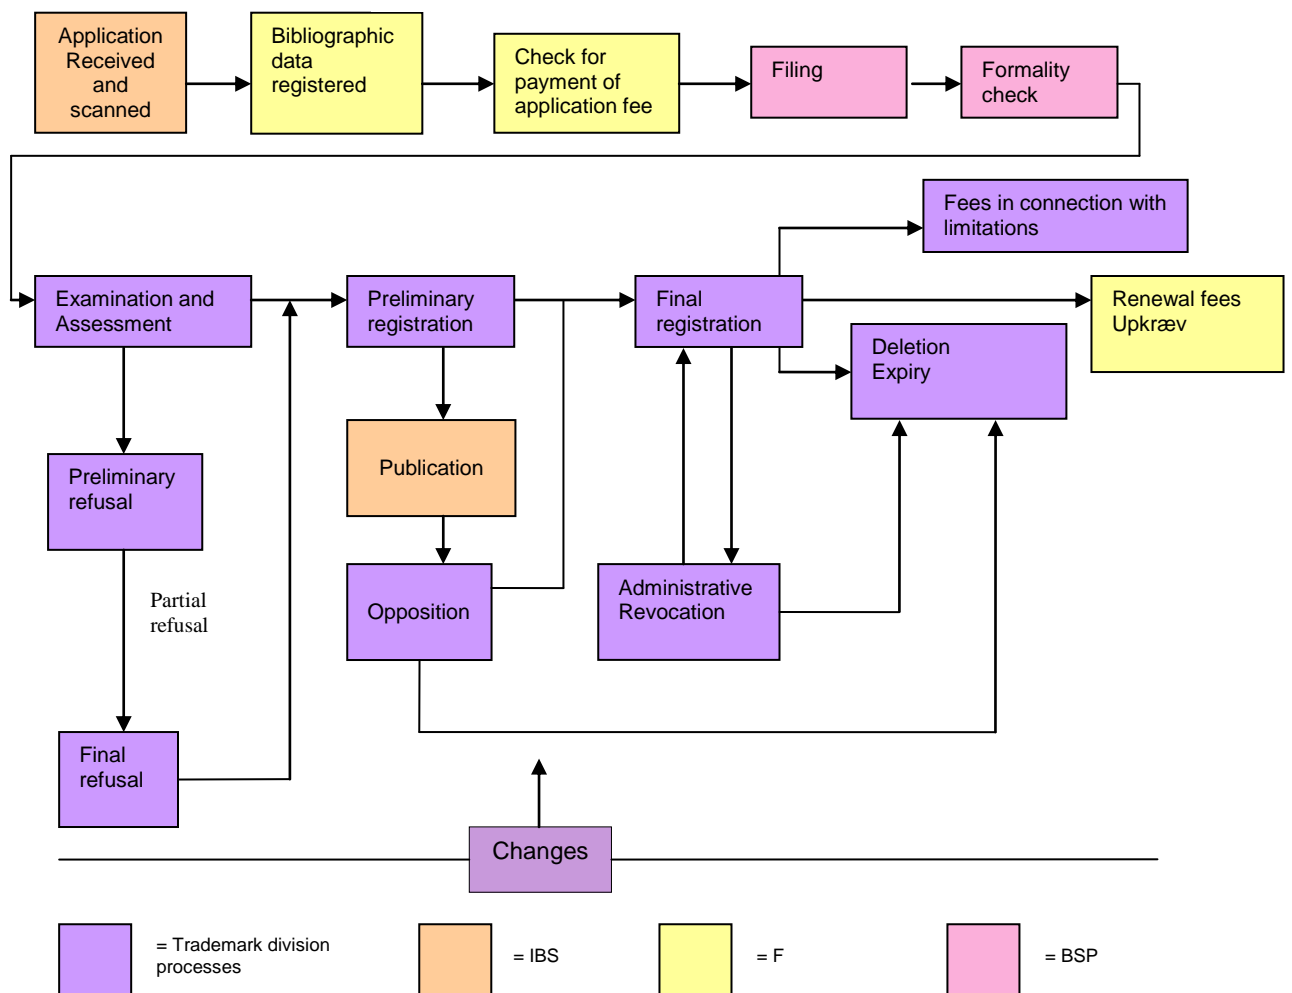 Application
Received
and
scanned
Bibliographic
data
registered
Check for
payment of
application fee
Filing
Formality
check
Fees in connection with
limitations
Examination and
Assessment
Preliminary
registration
Final
registration
Renewal fees
Upkræv
Deletion
Expiry
Preliminary
refusal
Publication
Partial
refusal
Opposition
Administrative
Revocation
Final
refusal
Changes
= Trademark division
processes
= IBS
= F
= BSP